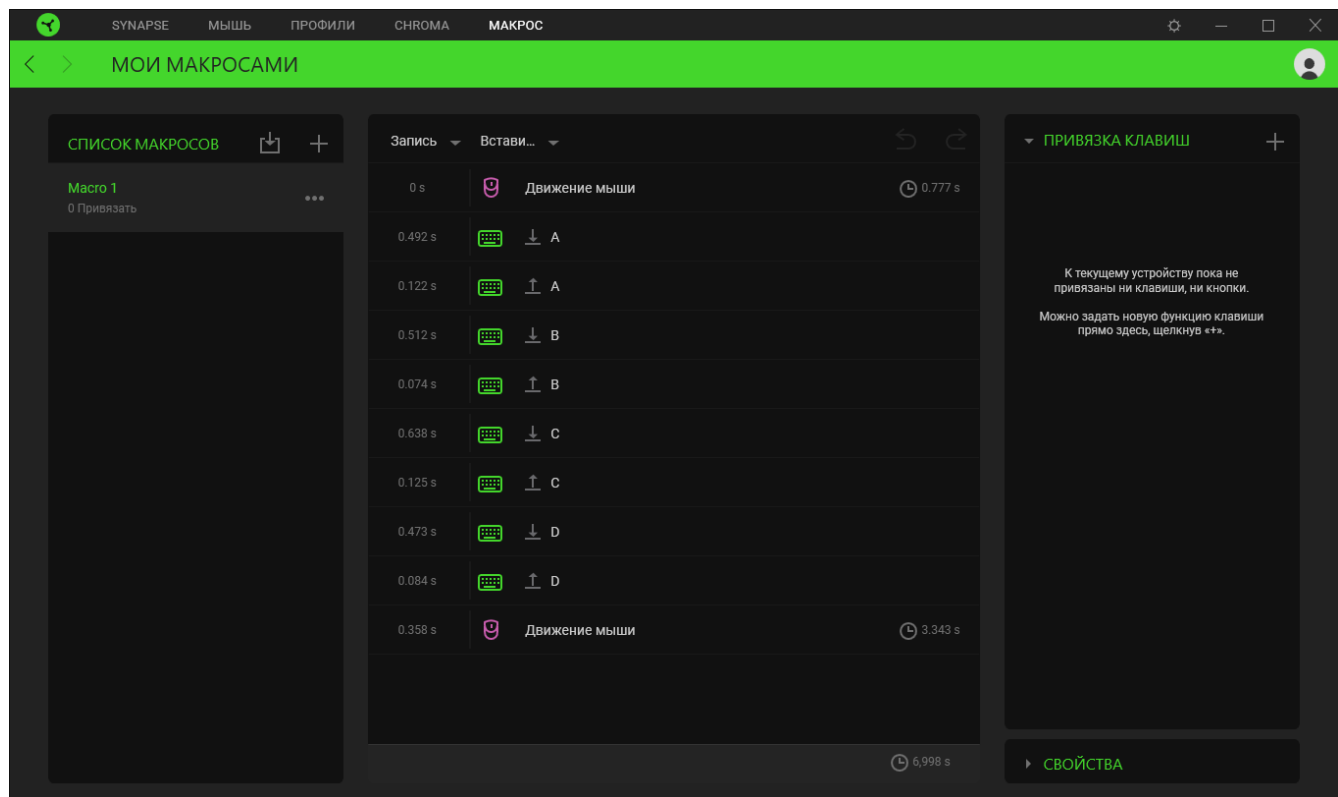 SYNAPSE МЫШЬ ПРОФИЛИ CHROMA МАКРОС
МОИ МАКРОСАМИ
СПИСОК МАКРОСОВ
Macro 1
0 Привязать
Запись Встави...
0 s Движение мыши 0.777 s
0.492 s A
0.122 s A
0.512 s B
0.074 s B
0.638 s C
0.125 s C
0.473 s D
0.084 s D
0.358 s Движение мыши 3.343 s
6,998 s
ПРИВЯЗКА КЛАВИШ
К текущему устройству пока не
привязаны ни клавиши, ни кнопки.
Можно задать новую функцию клавиши
прямо здесь, щелкнув «+».
СВОЙСТВА